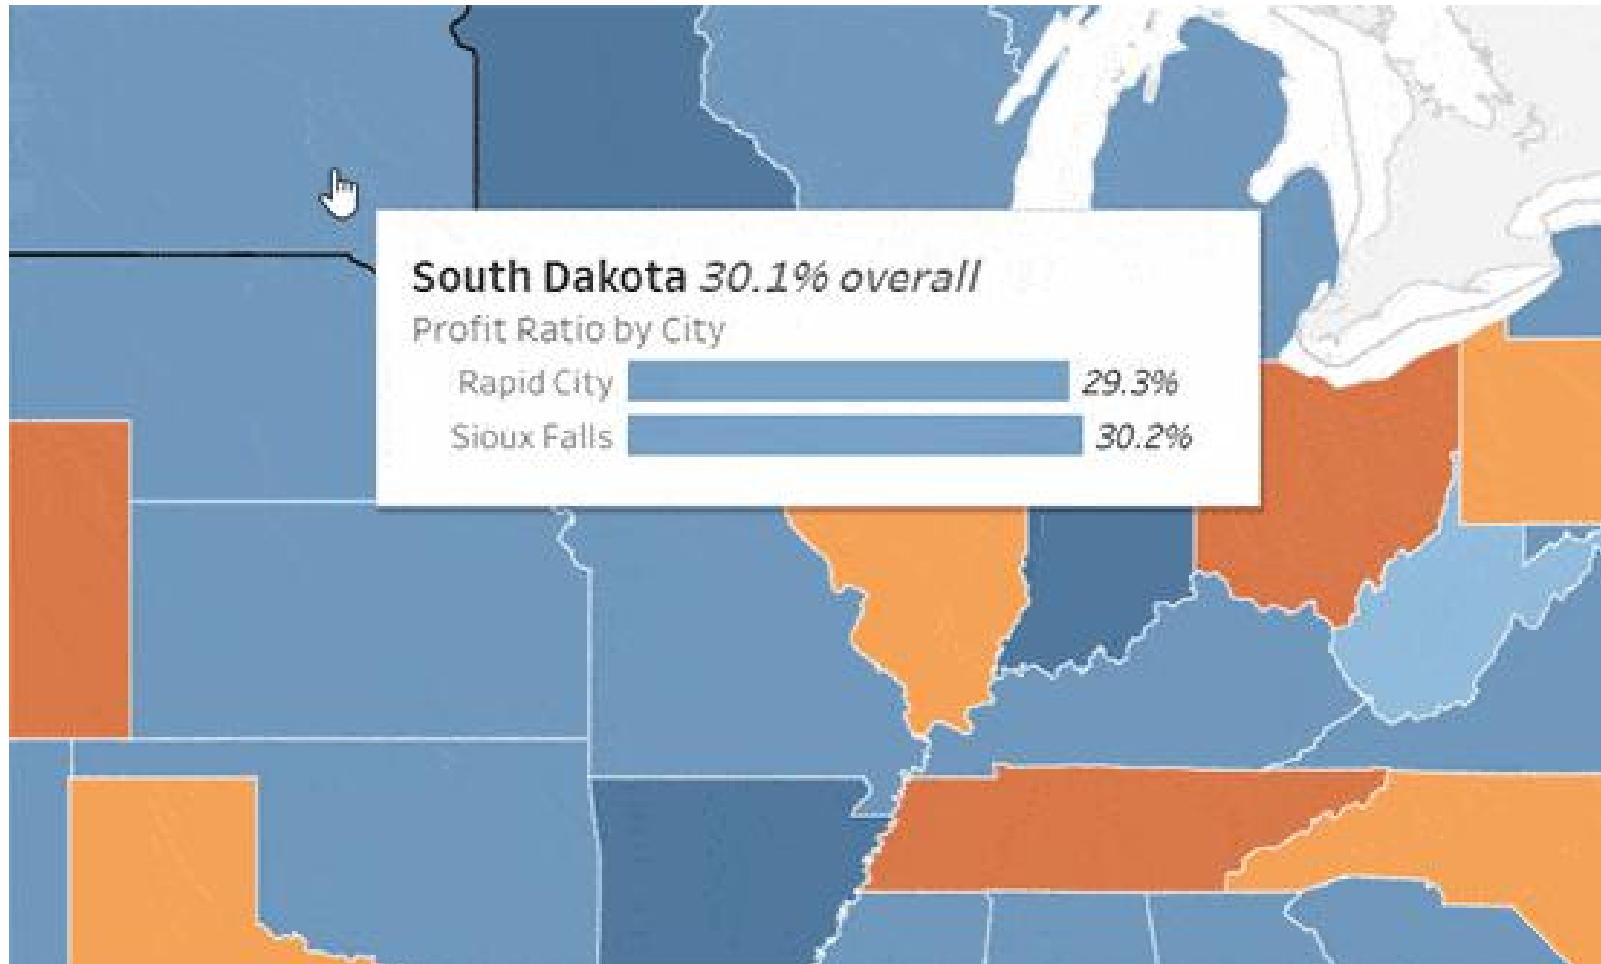 South Dakota 30.1% overall
Profit Ratio by City
Rapid City 29.3%
Sioux Falls 30.2%